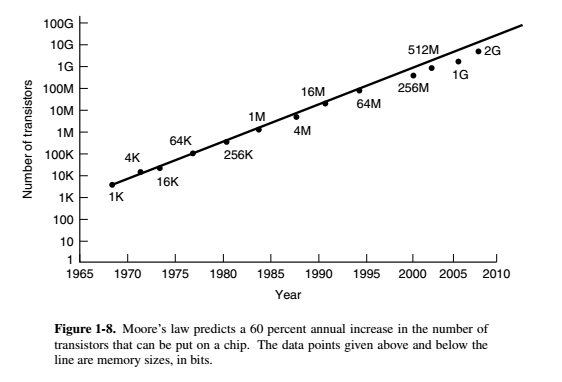 100G
10G
1G
100M
10M
1M
100K
10K
1K
100
10
1
Number of transistors
1K
4K
16K
64K
256K
1M
4M
16M
64M
256M
512M
1G
2G
1965 1970 1975 1980 1985 1990 1995 2000 2005 2010
Year
Figure 1-8. Moore’s law predicts a 60 percent annual increase in the number of
transistors that can be put on a chip. The data points given above and below the
line are memory sizes, in bits.